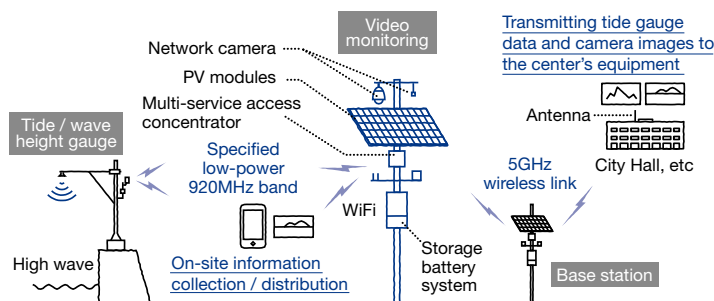 Video
monitoring
Network camera
PV modules
Multi-service access
concentrator
Transmitting tide gauge
data and camera images to
the center's equipment
Antenna
City Hall, etc
Tide / wave
height gauge
Specified
low-power
920MHz band
5GHz
wireless link
WiFi
High wave
On-site information
collection / distribution
Storage
battery
system
Base station